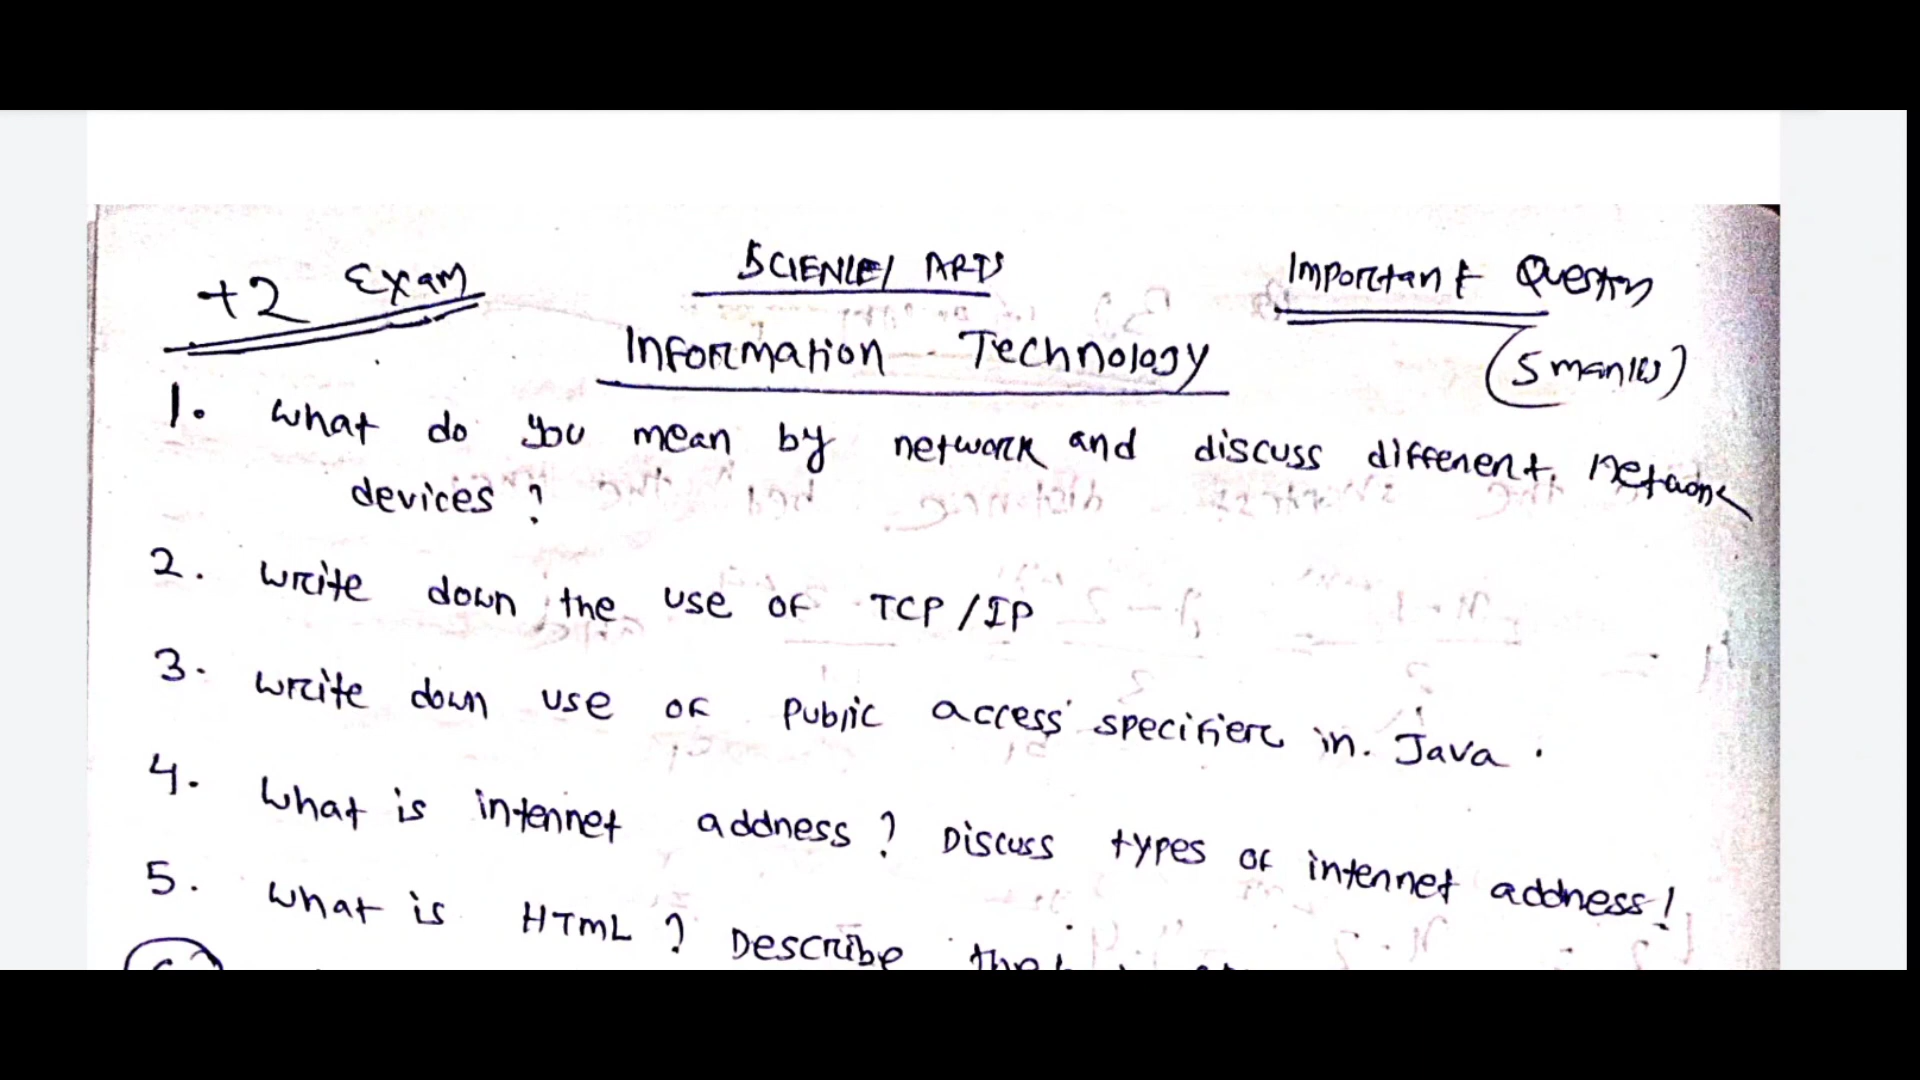 +2 Exam
SCIENCE/ ARTS
Important Question
(5 marks)
Information Technology
1. What do you mean by network and discuss different network
devices ?
2. Write down the use of TCP/IP
3. Write down use of public access specifier in Java.
4. What is internet address ? Discuss types of internet address!
5. What is HTML ? Describe the